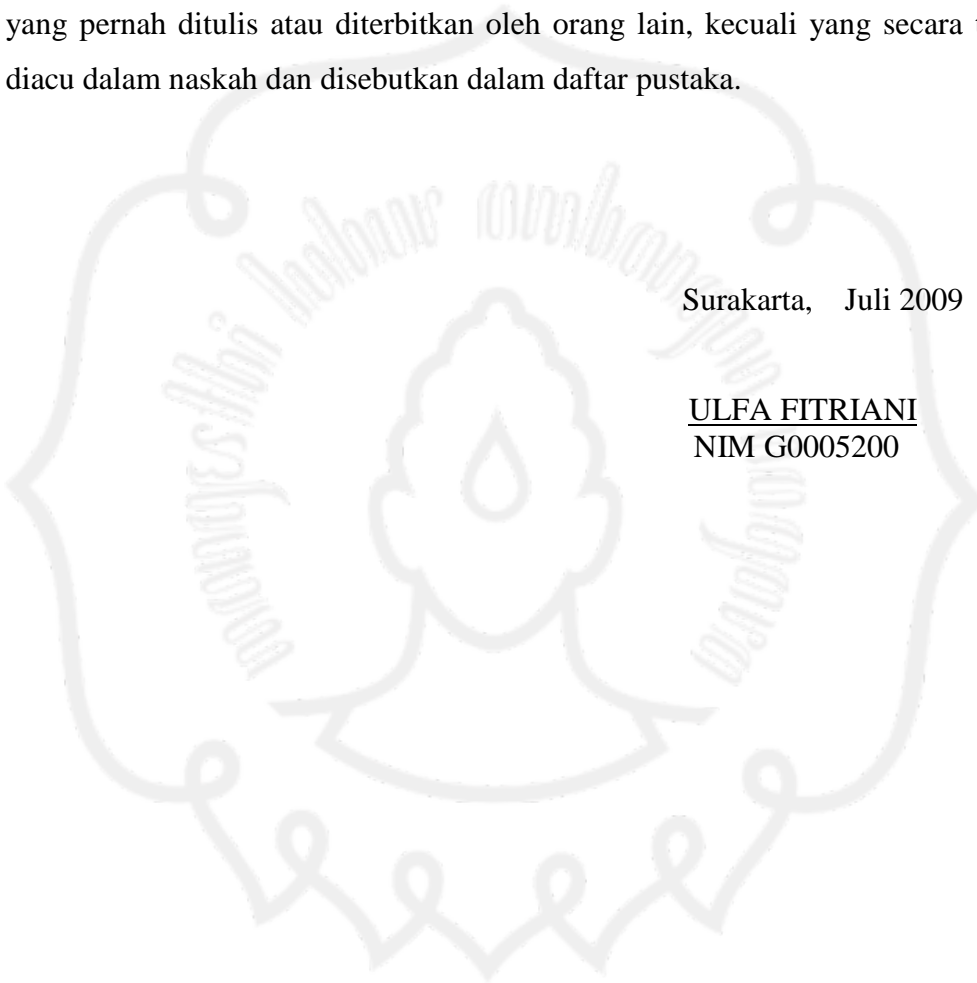 yang pernah ditulis atau diterbitkan oleh orang lain, kecuali yang secara
diacu dalam naskah dan disebutkan dalam daftar pustaka.
Surakarta, Juli 2009
ULFA FITRIANI
NIM G0005200